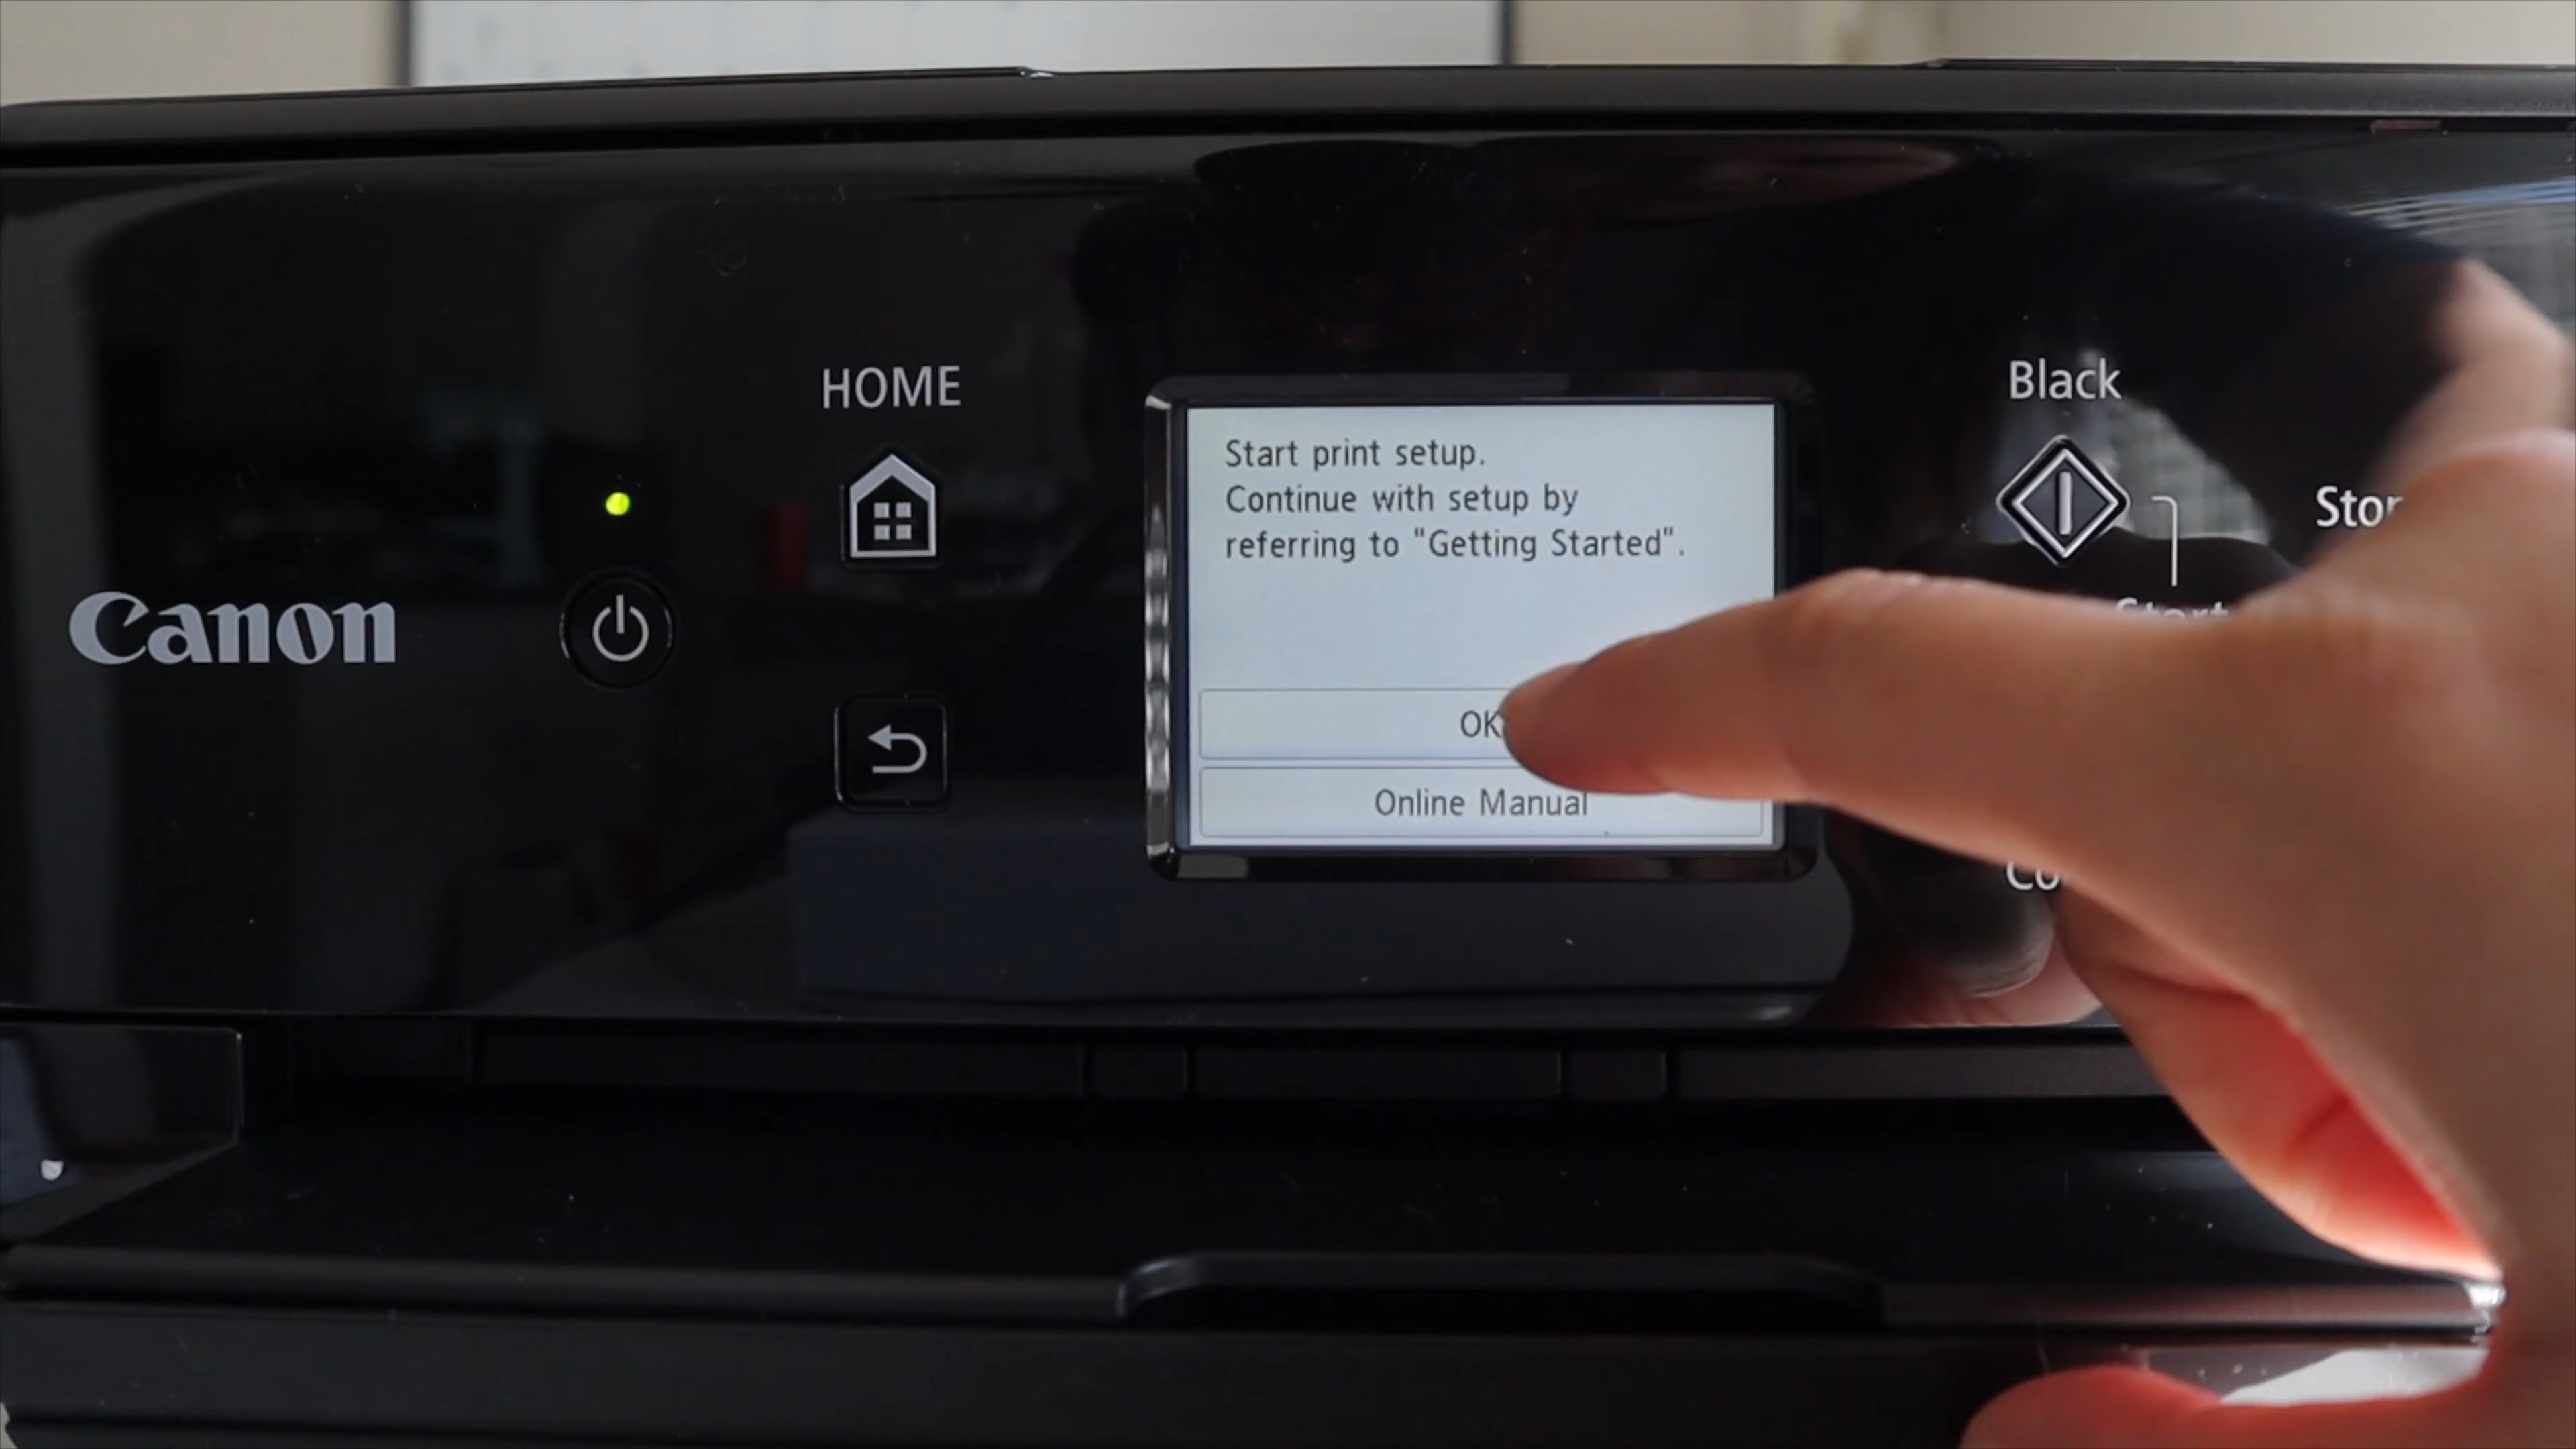 Canon
HOME
Start print setup.
Continue with setup by
referring to "Getting Started".
OK
Online Manual
Black